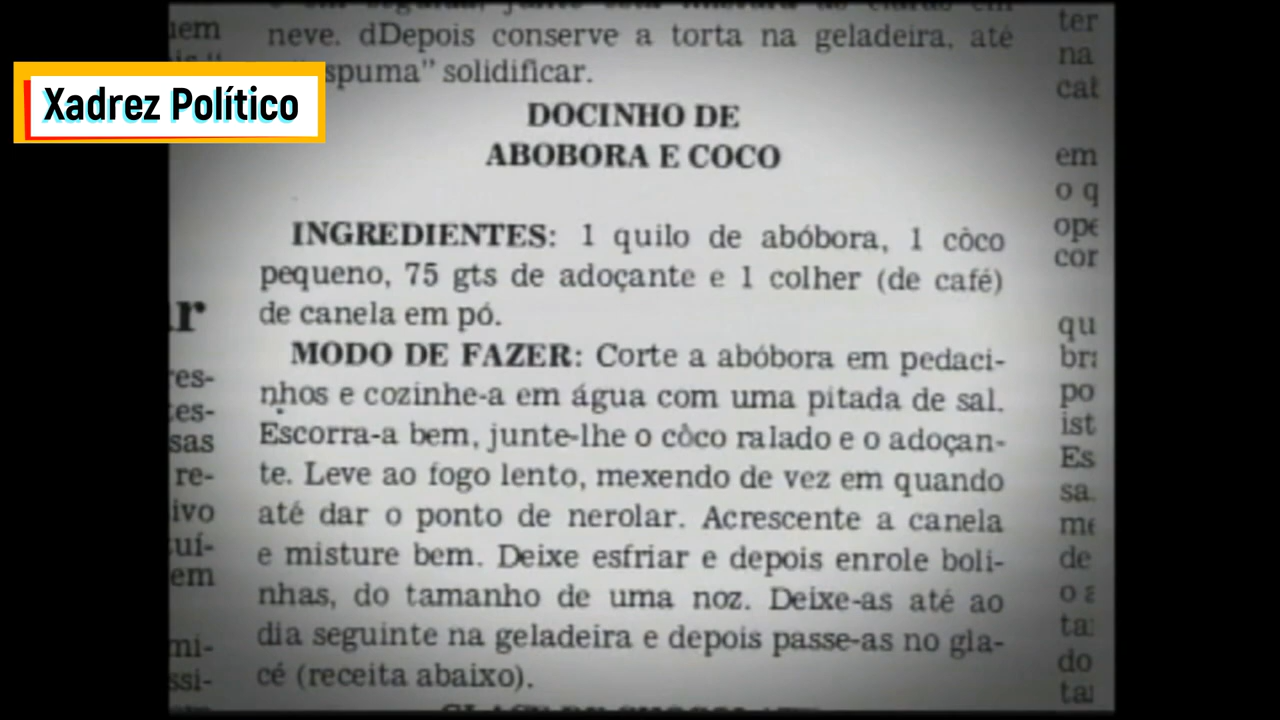 neve. dDepois conserve a torta na geladeira, até
spuma" solidificar.
Xadrez Político
DOCINHO DE
ABOBORA E COCO
INGREDIENTES: 1 quilo de abóbora, 1 côco
pequeno, 75 gts de adoçante e 1 colher (de café)
de canela em pó.
MODO DE FAZER: Corte a abóbora em pedaci-
nhos e cozinhe-a em água com uma pitada de sal.
Escorra-a bem, junte-lhe o côco ralado e o adoçan-
te. Leve ao fogo lento, mexendo de vez em quando
até dar o ponto de nerolar. Acrescente a canela
e misture bem. Deixe esfriar e depois enrole boli-
nhas, do tamanho de uma noz. Deixe-as até ao
dia seguinte na geladeira e depois passe-as no gla-
cé (receita abaixo).